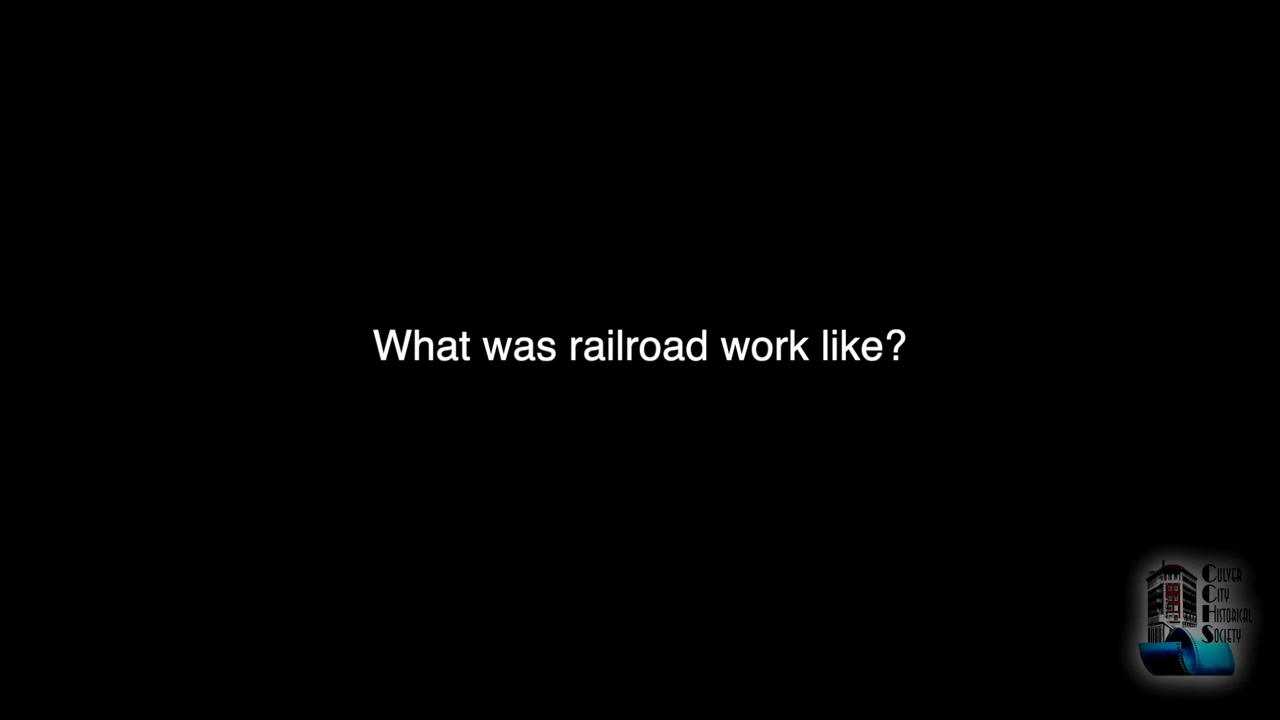 What was railroad work like?
Culver
City
Historical
Society